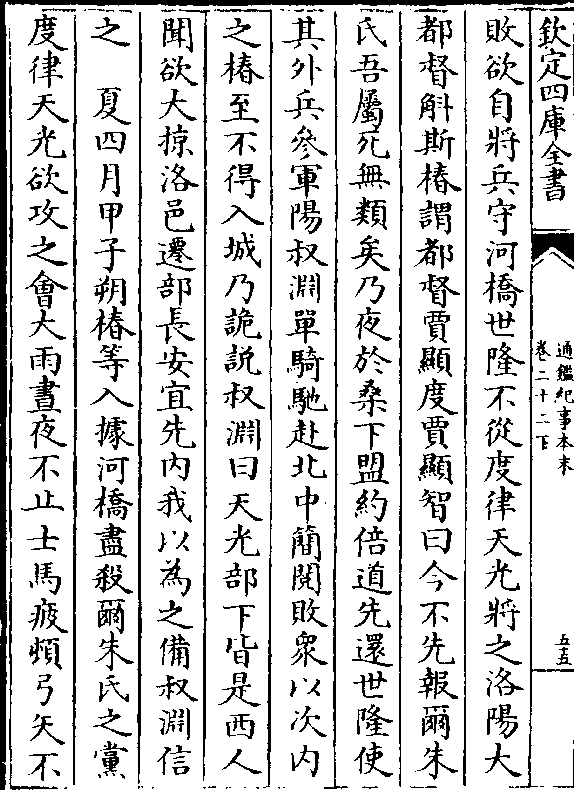 欽定四庫全書
通鑑紀事本末
卷二十二下
五五
敗欲自將兵守河橋世隆不從度律天光將之洛陽大
都督斛斯椿謂都督賈顯度賈顯智曰今不先報爾朱
氏吾屬死無類矣乃夜於桑下盟約倍道先還世隆使
其外兵參軍陽叔淵單騎馳赴北中簡閱敗衆以次内
之椿至不得入城乃詭説叔淵曰天光部下皆是西人
聞欲大掠洛邑遷部長安宜先内我以為之備叔淵信
之　夏四月甲子朔椿等入據河橋盡殺爾朱氏之黨
度律天光欲攻之會大雨晝夜不止士馬疲頓弓矢不